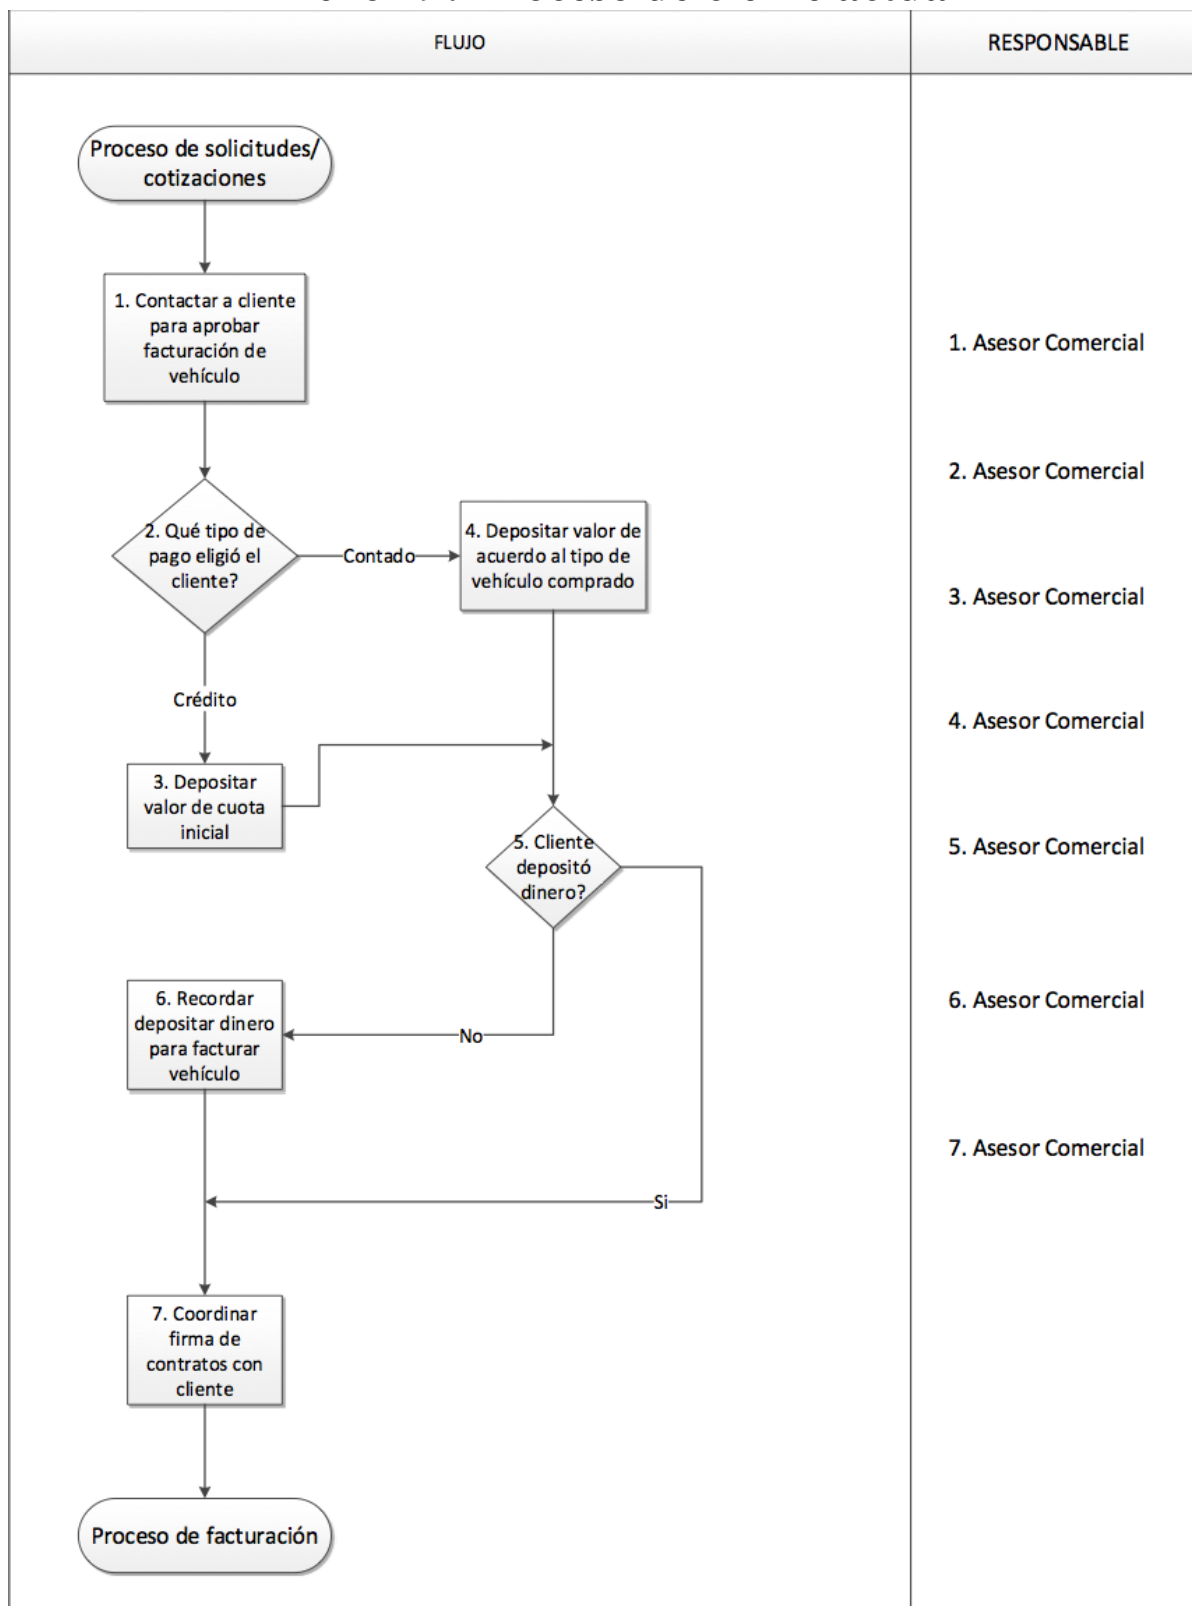 FLUJO
RESPONSABLE
Proceso de solicitudes/
cotizaciones
1. Contactar a cliente
para aprobar
facturación de
vehículo
1. Asesor Comercial
2. Asesor Comercial
2. Qué tipo de
pago eligió el
cliente?
Contado
4. Depositar valor de
acuerdo al tipo de
vehículo comprado
3. Asesor Comercial
Crédito
4. Asesor Comercial
3. Depositar
valor de cuota
inicial
5. Cliente
depositó
dinero?
5. Asesor Comercial
6. Recordar
depositar dinero
para facturar
vehículo
No
6. Asesor Comercial
7. Asesor Comercial
Si
7. Coordinar
firma de
contratos con
cliente
Proceso de facturación